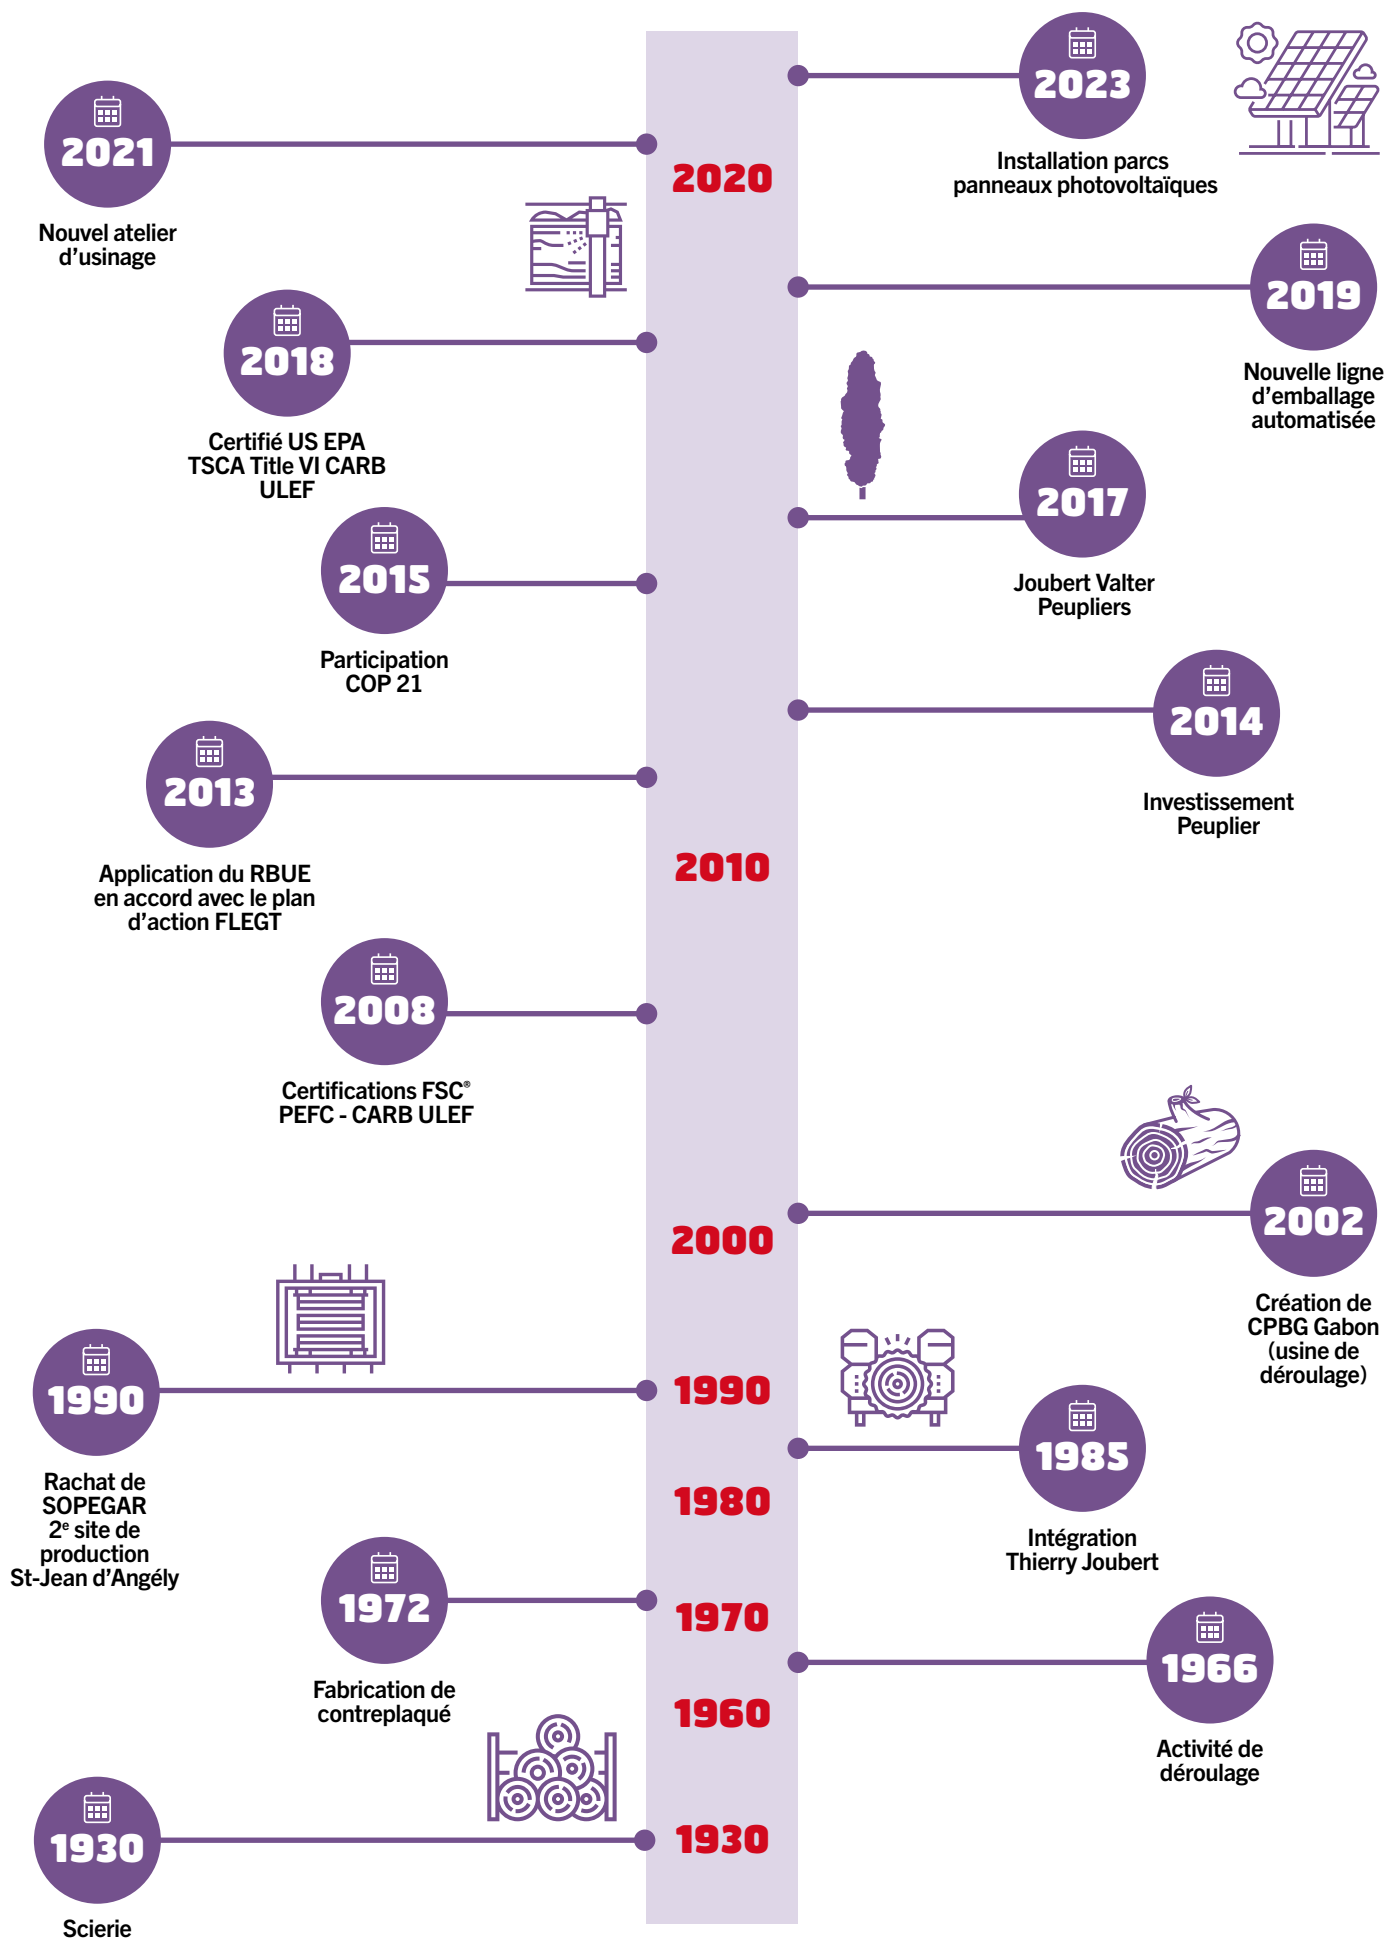 2023
Installation parcs
panneaux photovoltaïques
2021
Nouvel atelier
d’usinage
2020
2019
Nouvelle ligne
d’emballage
automatisée
2018
Certifié US EPA
TSCA Title VI CARB
ULEF
2017
Joubert Valter
Peupliers
2015
Participation
COP 21
2014
Investissement
Peuplier
2013
Application du RBUE
en accord avec le plan
d’action FLEGT
2010
2008
Certifications FSC®
PEFC - CARB ULEF
2002
Création de
CPBG Gabon
(usine de
déroulage)
2000
1990
Rachat de
SOPEGAR
2e site de
production
St-Jean d’Angély
1990
1985
Intégration
Thierry Joubert
1980
1972
Fabrication de
contreplaqué
1970
1966
Activité de
déroulage
1960
1930
Scierie
1930